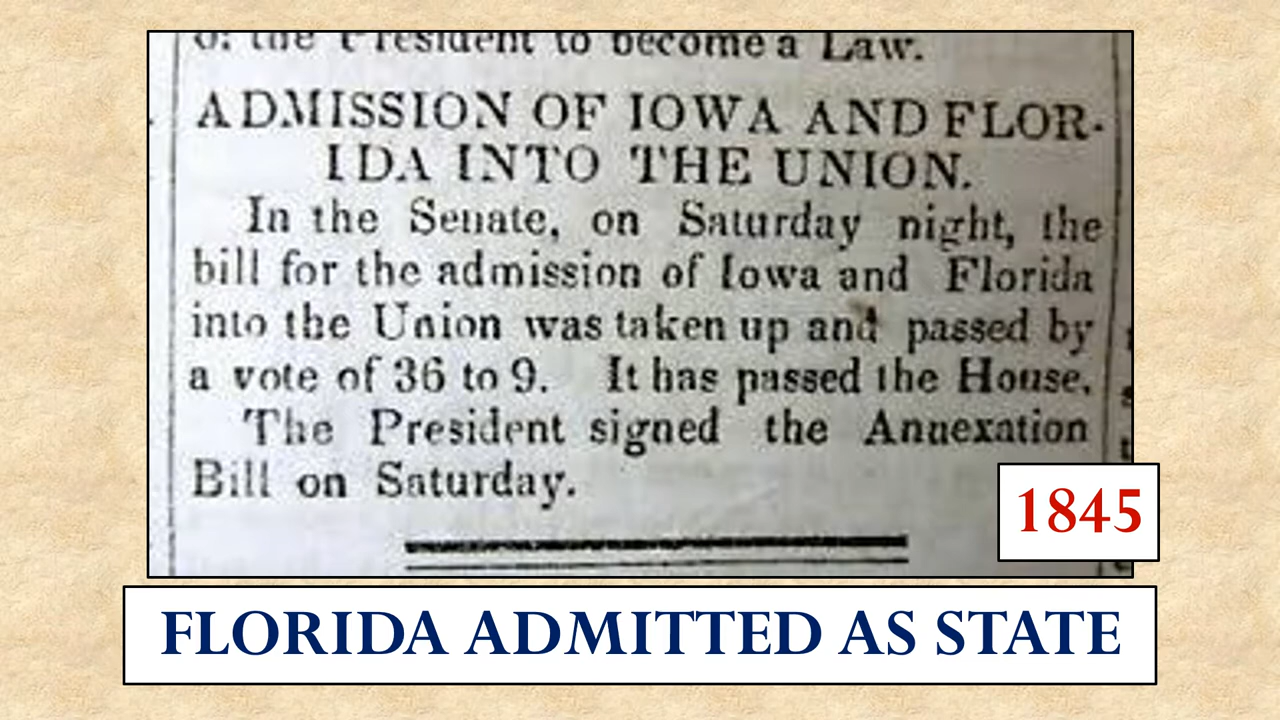 of the President to become a Law.
ADMISSION OF IOWA AND FLOR-
IDA INTO THE UNION.
In the Senate, on Saturday night, the
bill for the admission of Iowa and Florida
into the Union was taken up and passed by
a vote of 36 to 9. It has passed the House.
The President signed the Annexation
Bill on Saturday.
1845
FLORIDA ADMITTED AS STATE